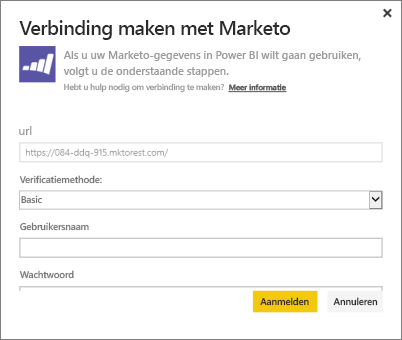 Verbinding maken met Marketo
Als u uw Marketo-gegevens in Power BI wilt gaan gebruiken,
volgt u de onderstaande stappen.
Hebt u hulp nodig om verbinding te maken? Meer informatie
url
https://084-ddq-915.mktorest.com/
Verificatiemethode:
Basic
Gebruikersnaam
Wachtwoord
Aanmelden Annuleren